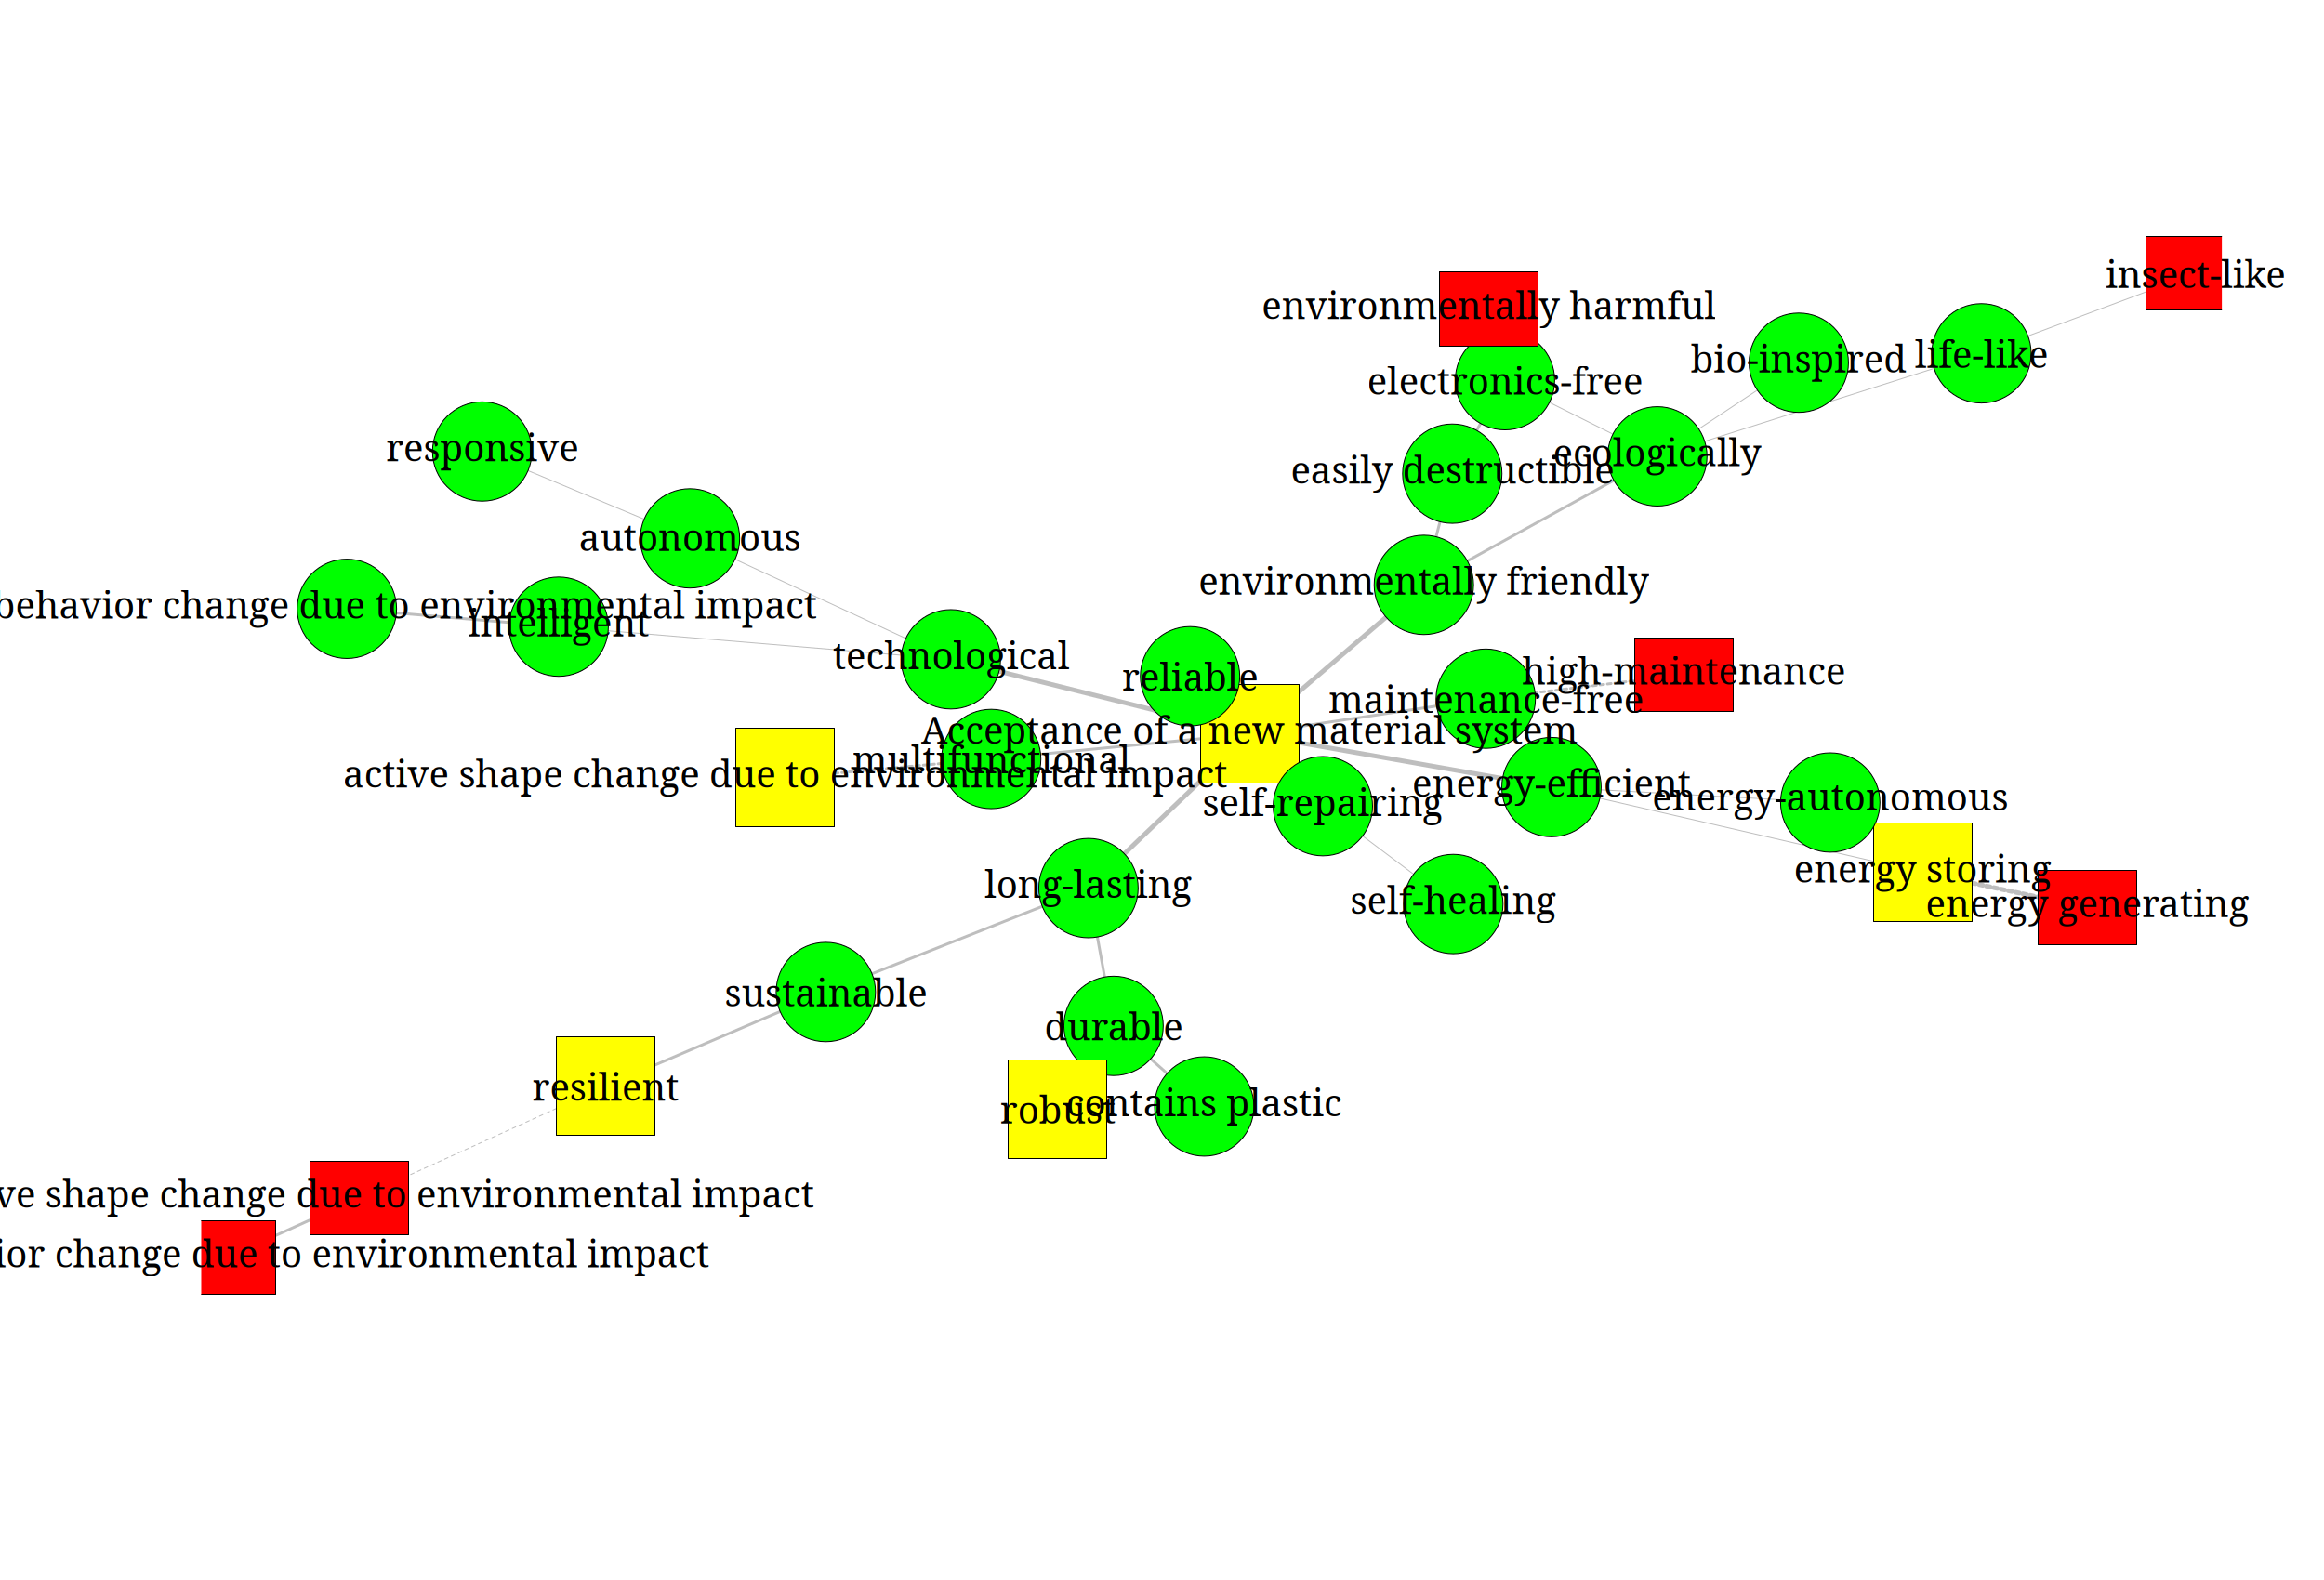 insect-like
environmentally harmful
bio-inspired
life-like
electronics-free
responsive
ecologically
easily destructible
autonomous
environmentally friendly
behavior change due to environmental impact
intelligent
technological
reliable
high-maintenance
maintenance-free
Acceptance of a new material system
multifunctional
active shape change due to environmental impact
energy-efficient
self-repairing
energy-autonomous
energy storing
long-lasting
self-healing
energy generating
sustainable
durable
resilient
robust
contains plastic
shape change due to environmental impact
change due to environmental impact